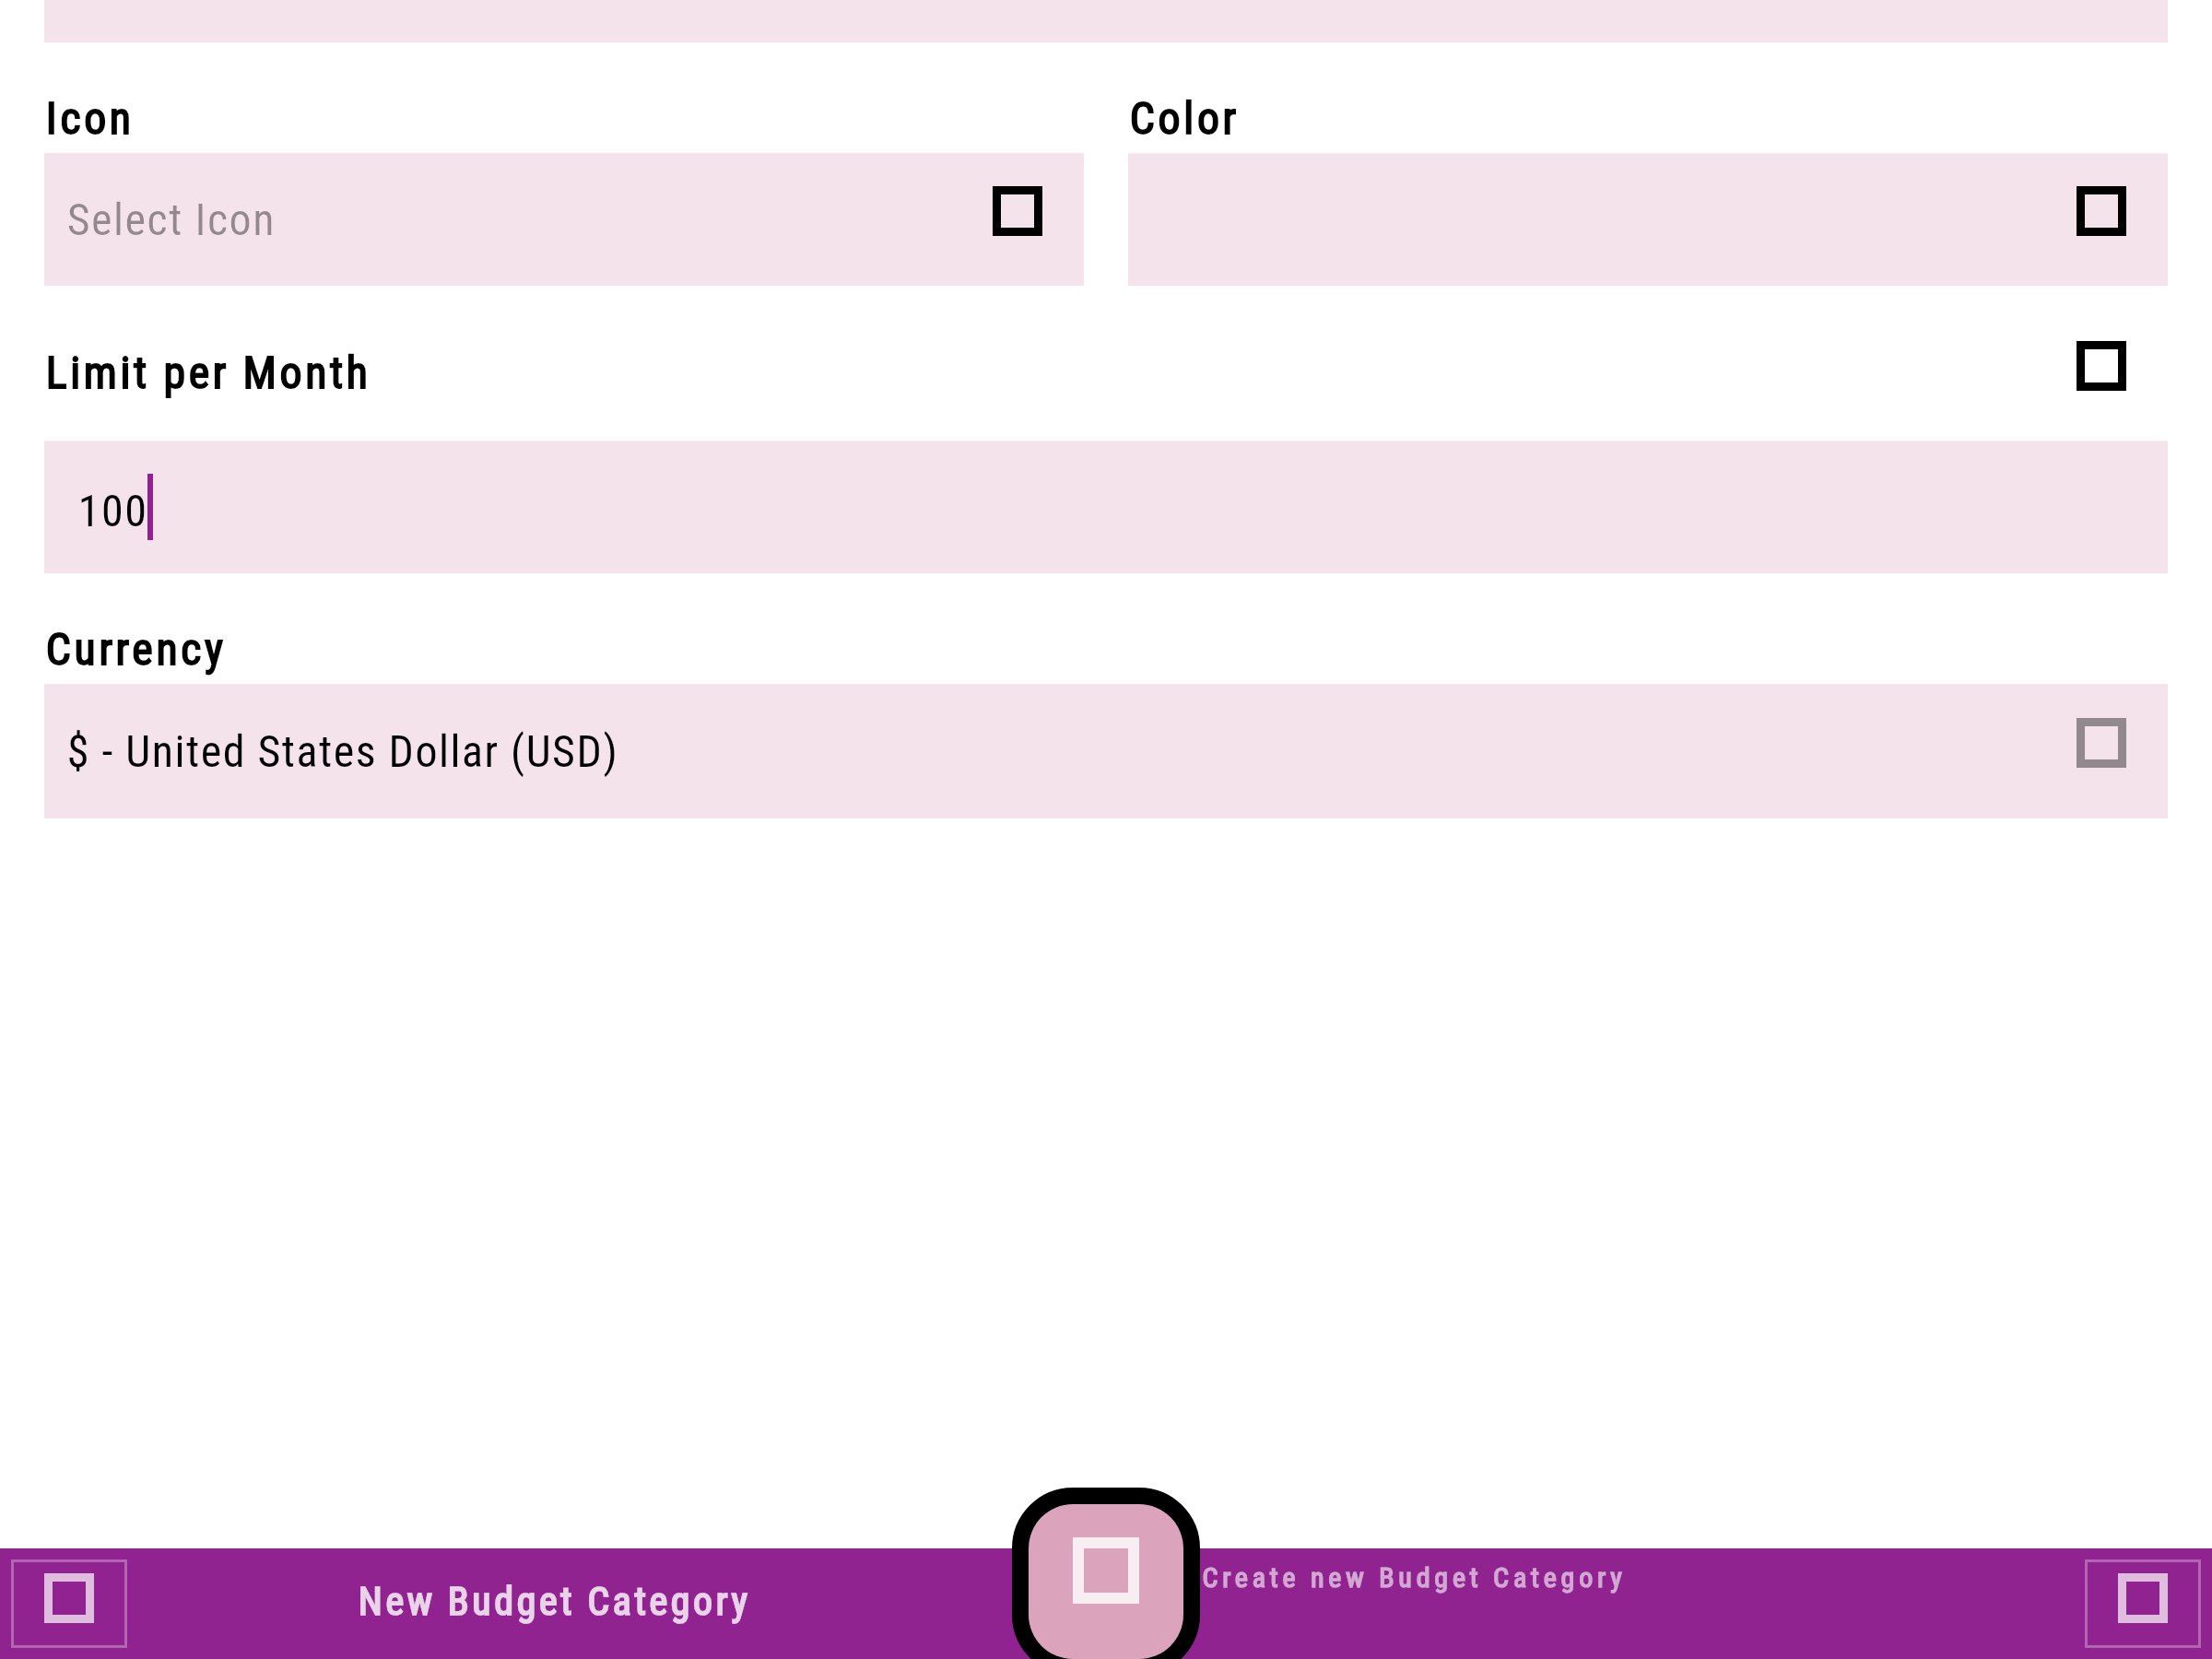 Icon
Color
Select Icon
Limit per Month
100
Currency
$ - United States Dollar (USD)
New Budget Category
Create new Budget Category